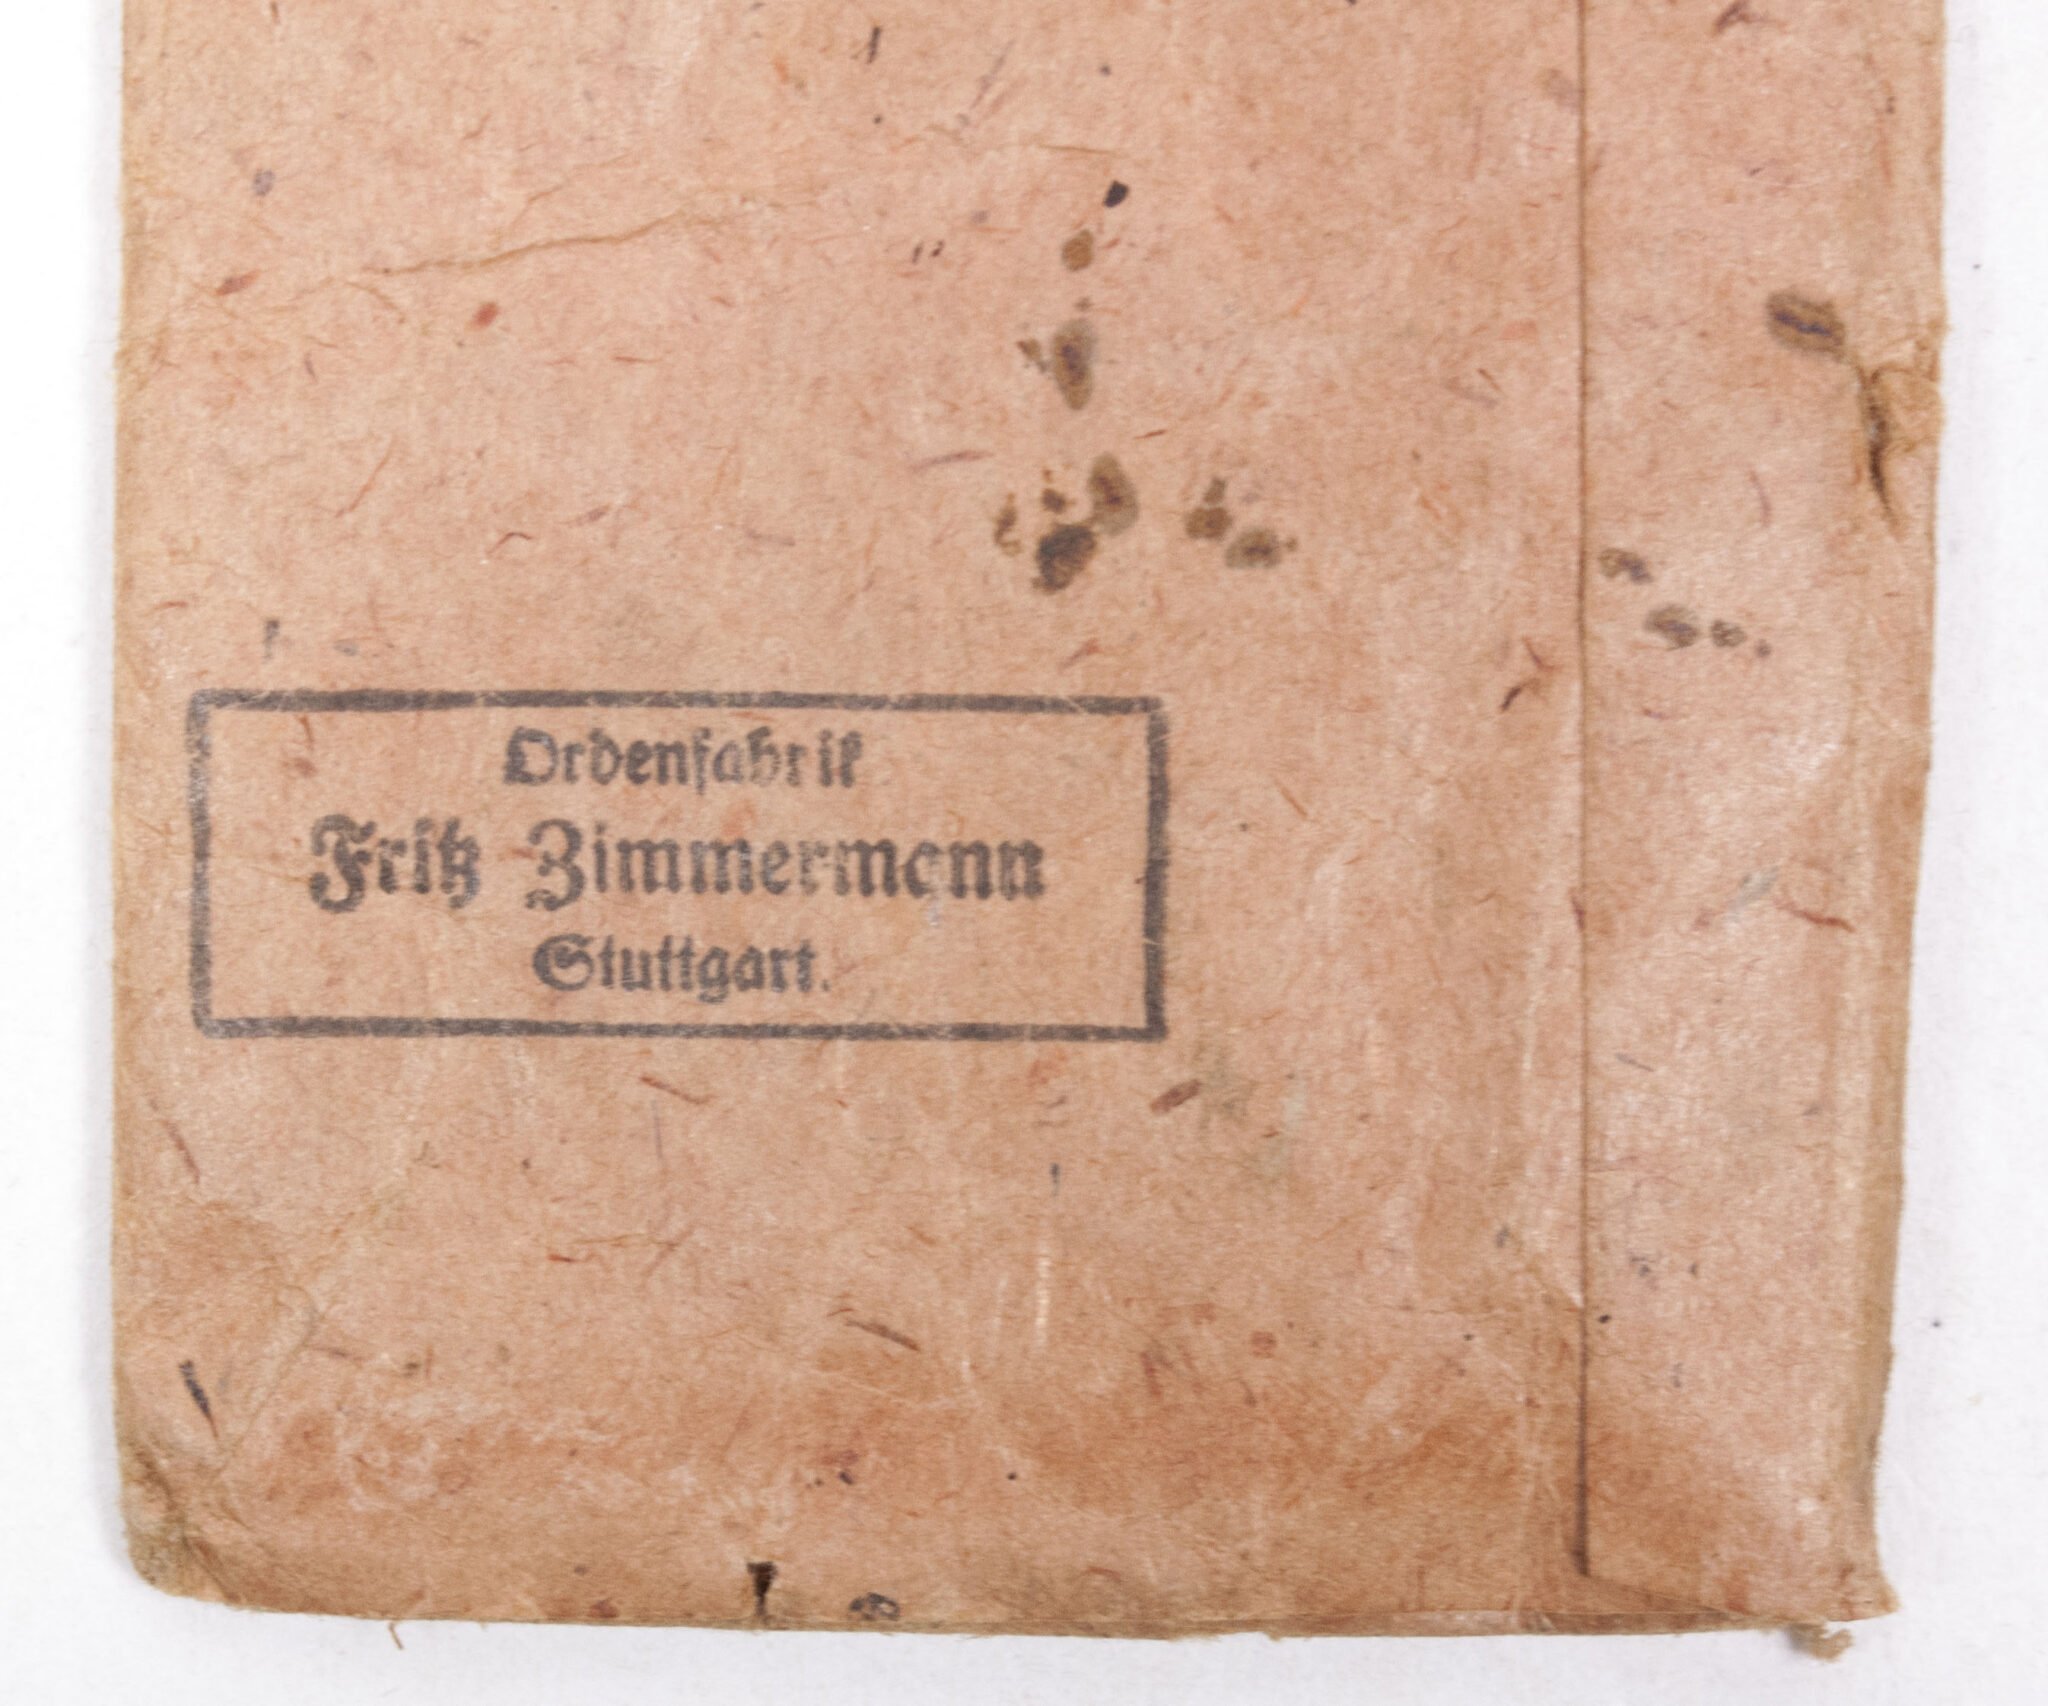 Ordenfabrik
Fritz Zimmermann
Stuttgart.